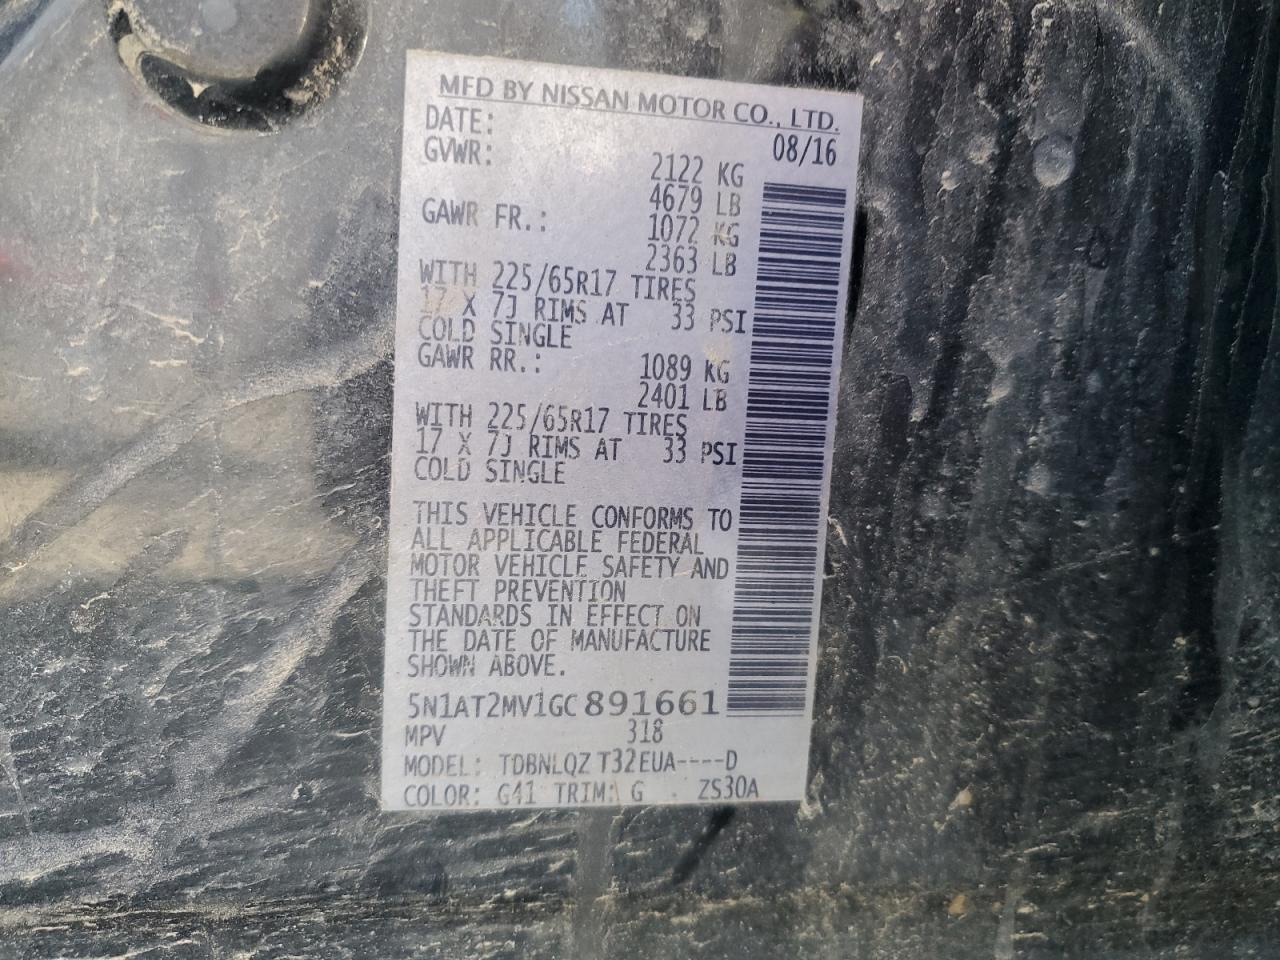 MFD BY NISSAN MOTOR CO., LTD.
DATE: 08/16
GVWR: 2122 KG
4679 LB
GAWR FR.: 1072 KG
2363 LB
WITH 225/65R17 TIRES
17 X 7J RIMS AT 33 PSI
COLD SINGLE
GAWR RR.: 1089 KG
2401 LB
WITH 225/65R17 TIRES
17 X 7J RIMS AT 33 PSI
COLD SINGLE
THIS VEHICLE CONFORMS TO
ALL APPLICABLE FEDERAL
MOTOR VEHICLE SAFETY AND
THEFT PREVENTION
STANDARDS IN EFFECT ON
THE DATE OF MANUFACTURE
SHOWN ABOVE.
5N1AT2MV1GC891661
MPV 318
MODEL: TDBNLQZ T32EUA----D
COLOR: G41 TRIM: G ZS30A